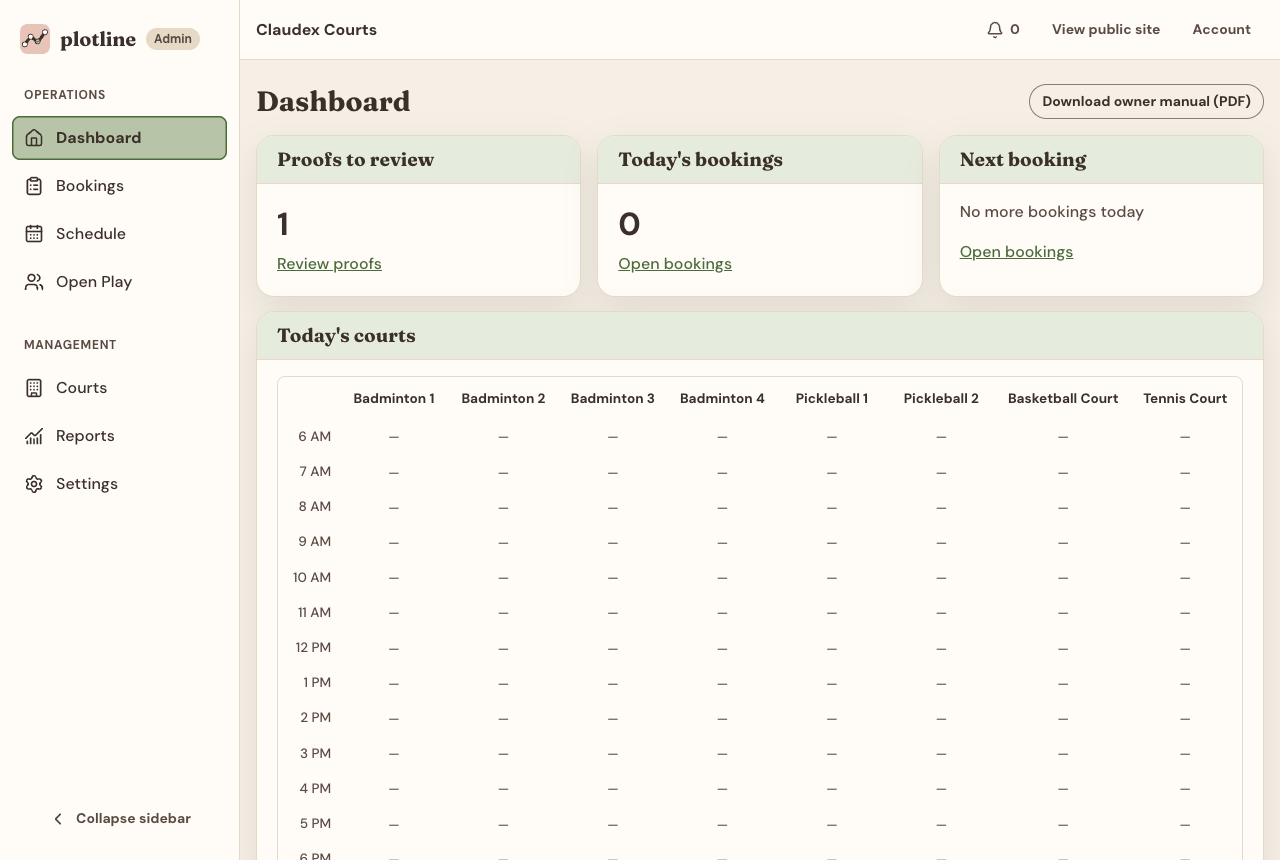 plotline Admin
OPERATIONS
Dashboard
Bookings
Schedule
Open Play
MANAGEMENT
Courts
Reports
Settings
Collapse sidebar
Claudex Courts
0 View public site Account
Dashboard
Download owner manual (PDF)
Proofs to review
1
Review proofs
Today's bookings
0
Open bookings
Next booking
No more bookings today
Open bookings
Today's courts
Badminton 1 Badminton 2 Badminton 3 Badminton 4 Pickleball 1 Pickleball 2 Basketball Court Tennis Court
6 AM — — — — — — — —
7 AM — — — — — — — —
8 AM — — — — — — — —
9 AM — — — — — — — —
10 AM — — — — — — — —
11 AM — — — — — — — —
12 PM — — — — — — — —
1 PM — — — — — — — —
2 PM — — — — — — — —
3 PM — — — — — — — —
4 PM — — — — — — — —
5 PM — — — — — — — —
6 PM — — — — — — — —